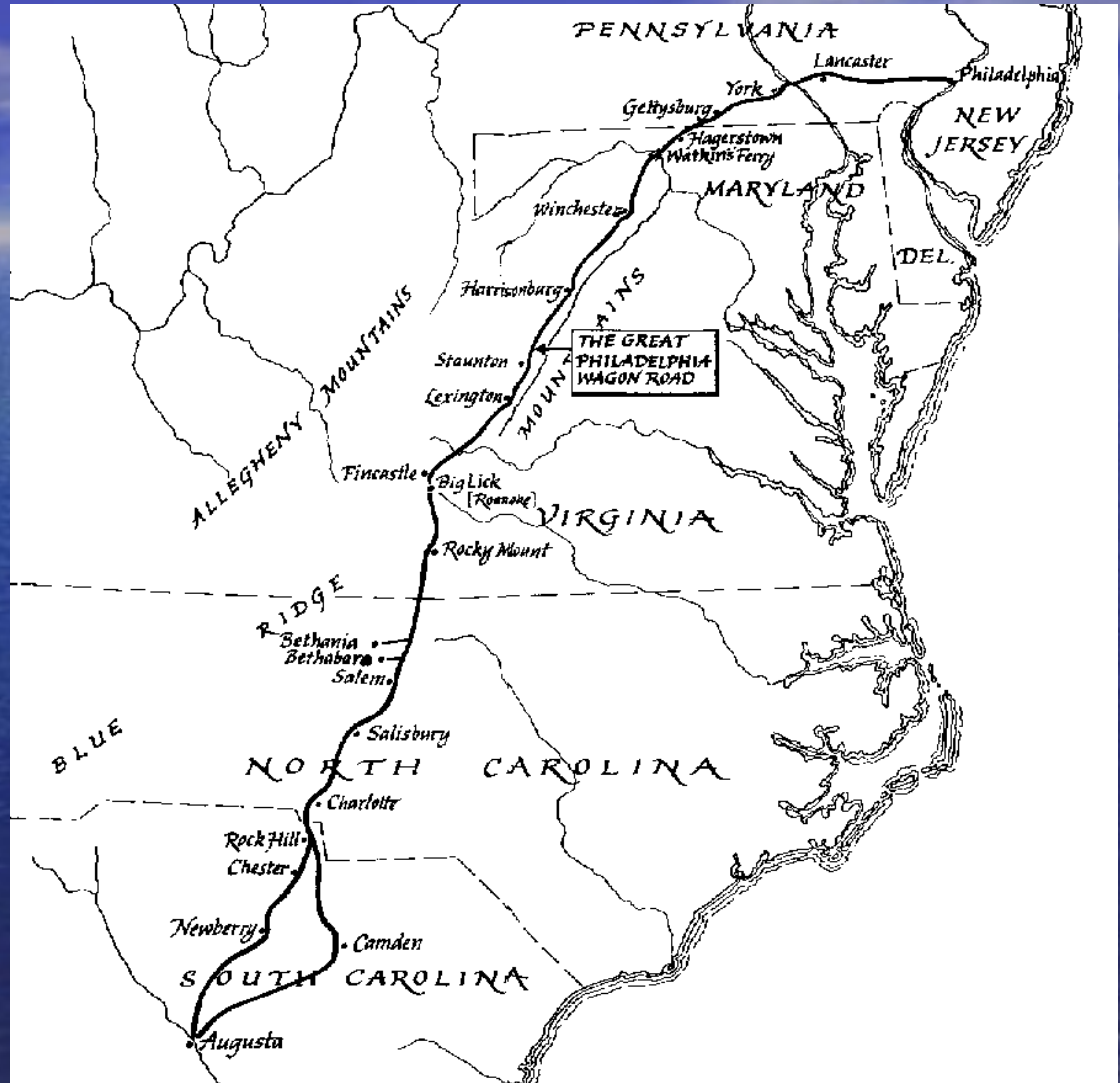 PENNSYLVANIA
Lancaster
Philadelphia
York
Gettysburg
NEW
JERSEY
Hagerstown
Watkin's Ferry
MARYLAND
Winchester
DEL.
Harrisonburg
ALLEGHENY MOUNTAINS
MOUNTAINS
THE GREAT
PHILADELPHIA
WAGON ROAD
Staunton
Lexington
Fincastle
Big Lick
[Roanoke]
VIRGINIA
Rocky Mount
BLUE RIDGE
Bethania
Bethabara
Salem
Salisbury
NORTH CAROLINA
Charlotte
Rock Hill
Chester
Newberry
Camden
SOUTH CAROLINA
Augusta